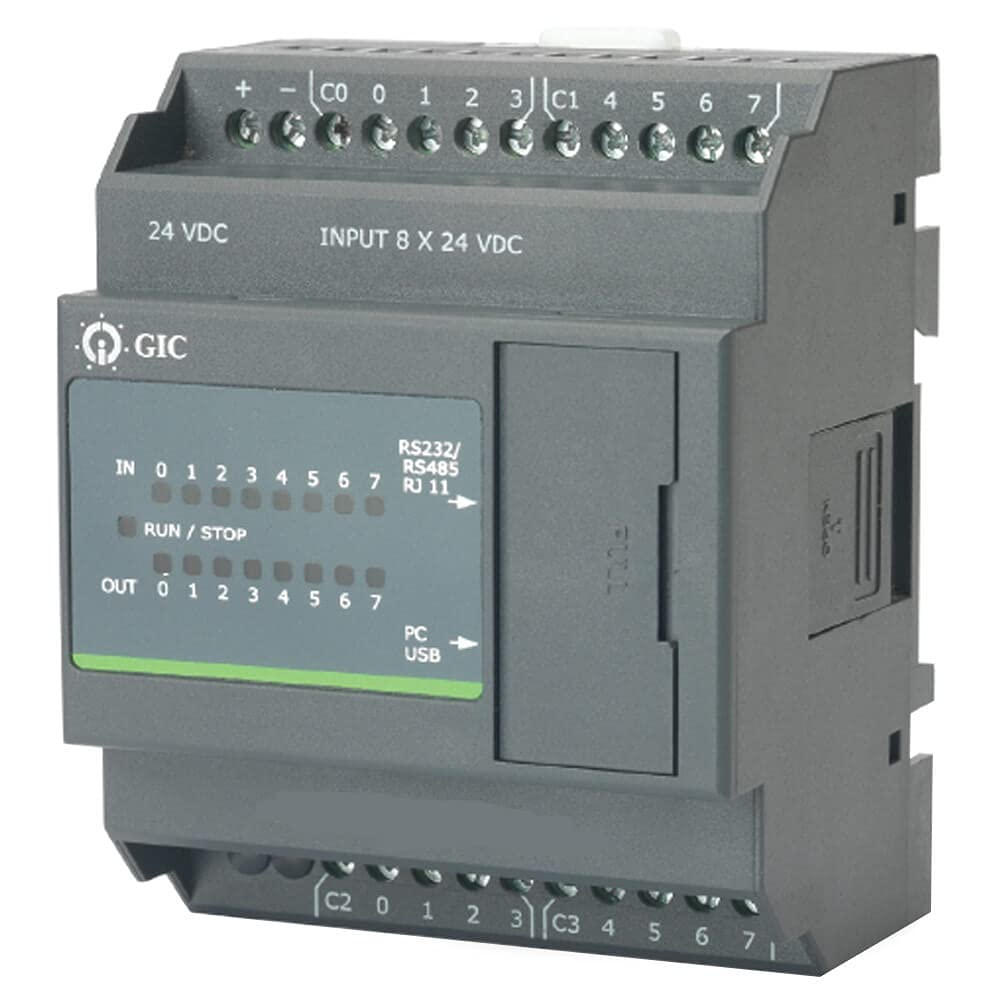 + − C0 0 1 2 3 C1 4 5 6 7
24 VDC INPUT 8 X 24 VDC
GIC
RS232/
RS485
RJ 11
IN 0 1 2 3 4 5 6 7
RUN / STOP
OUT 0 1 2 3 4 5 6 7
PC
USB
PULL
C2 0 1 2 3 C3 4 5 6 7